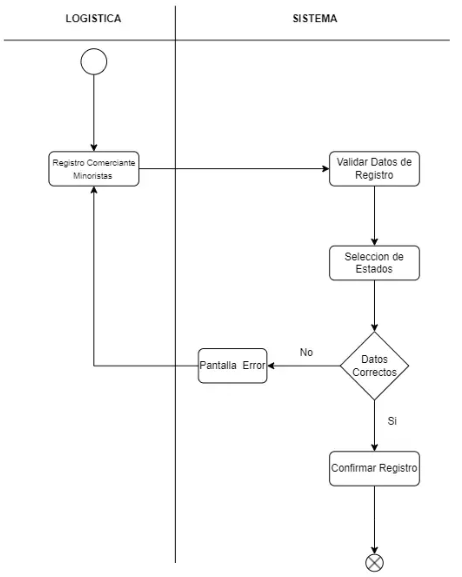 LOGISTICA
SISTEMA
Registro Comerciante
Minoristas
Validar Datos de
Registro
Seleccion de
Estados
Datos
Correctos
No
Pantalla Error
Si
Confirmar Registro